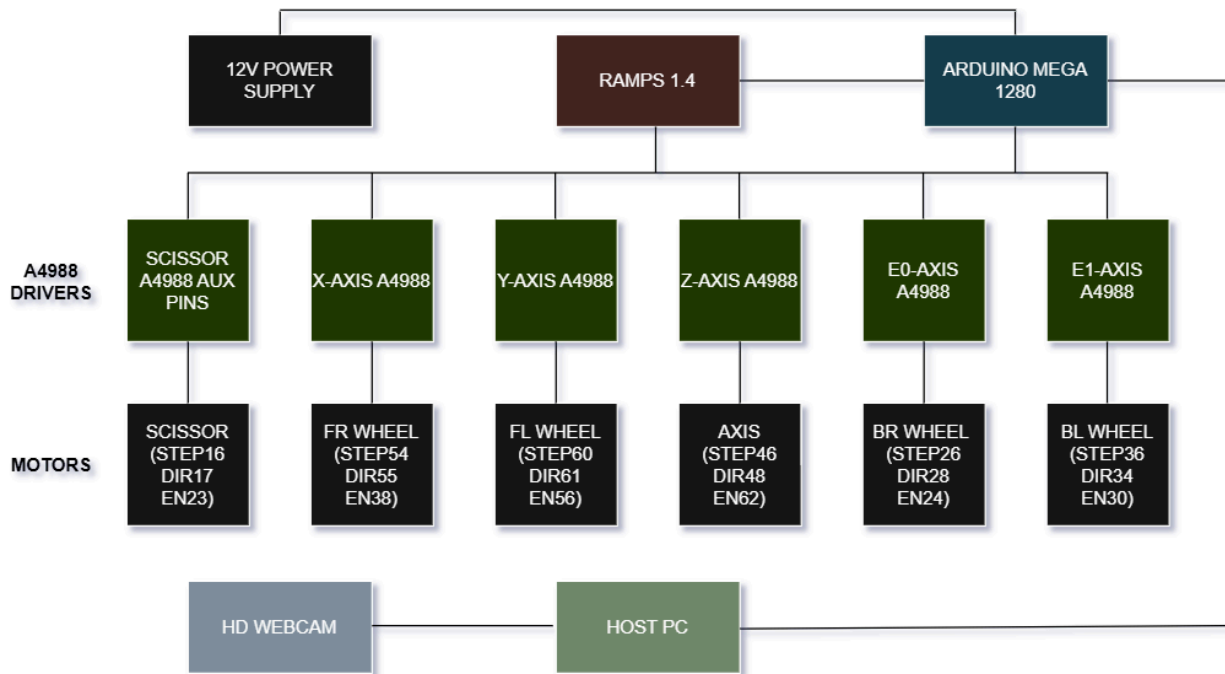 12V POWER
SUPPLY
RAMPS 1.4
ARDUINO MEGA
1280
A4988
DRIVERS
SCISSOR
A4988 AUX
PINS
X-AXIS A4988
Y-AXIS A4988
Z-AXIS A4988
E0-AXIS
A4988
E1-AXIS
A4988
MOTORS
SCISSOR
(STEP16
DIR17
EN23)
FR WHEEL
(STEP54
DIR55
EN38)
FL WHEEL
(STEP60
DIR61
EN56)
AXIS
(STEP46
DIR48
EN62)
BR WHEEL
(STEP26
DIR28
EN24)
BL WHEEL
(STEP36
DIR34
EN30)
HD WEBCAM
HOST PC